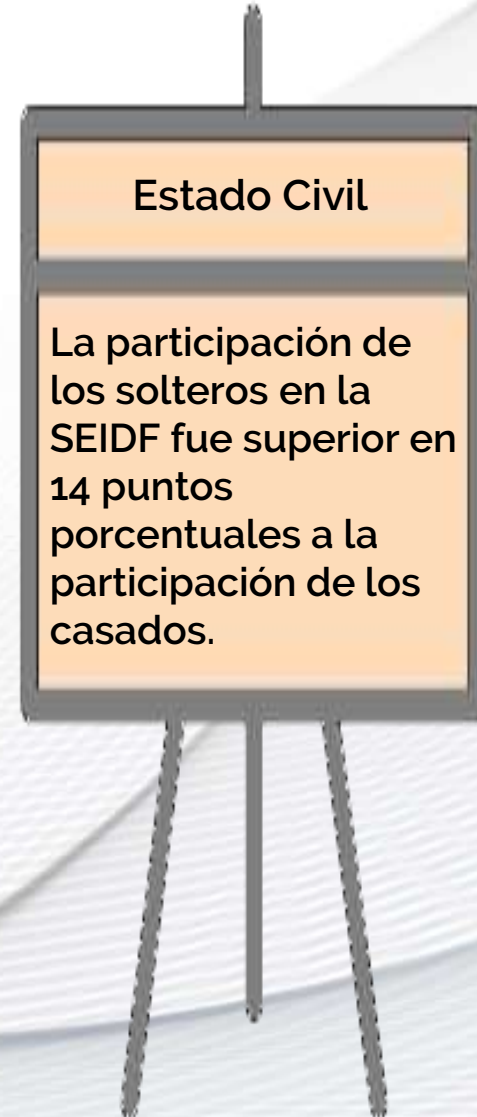 Estado Civil
La participación de
los solteros en la
SEIDF fue superior en
14 puntos
porcentuales a la
participación de los
casados.